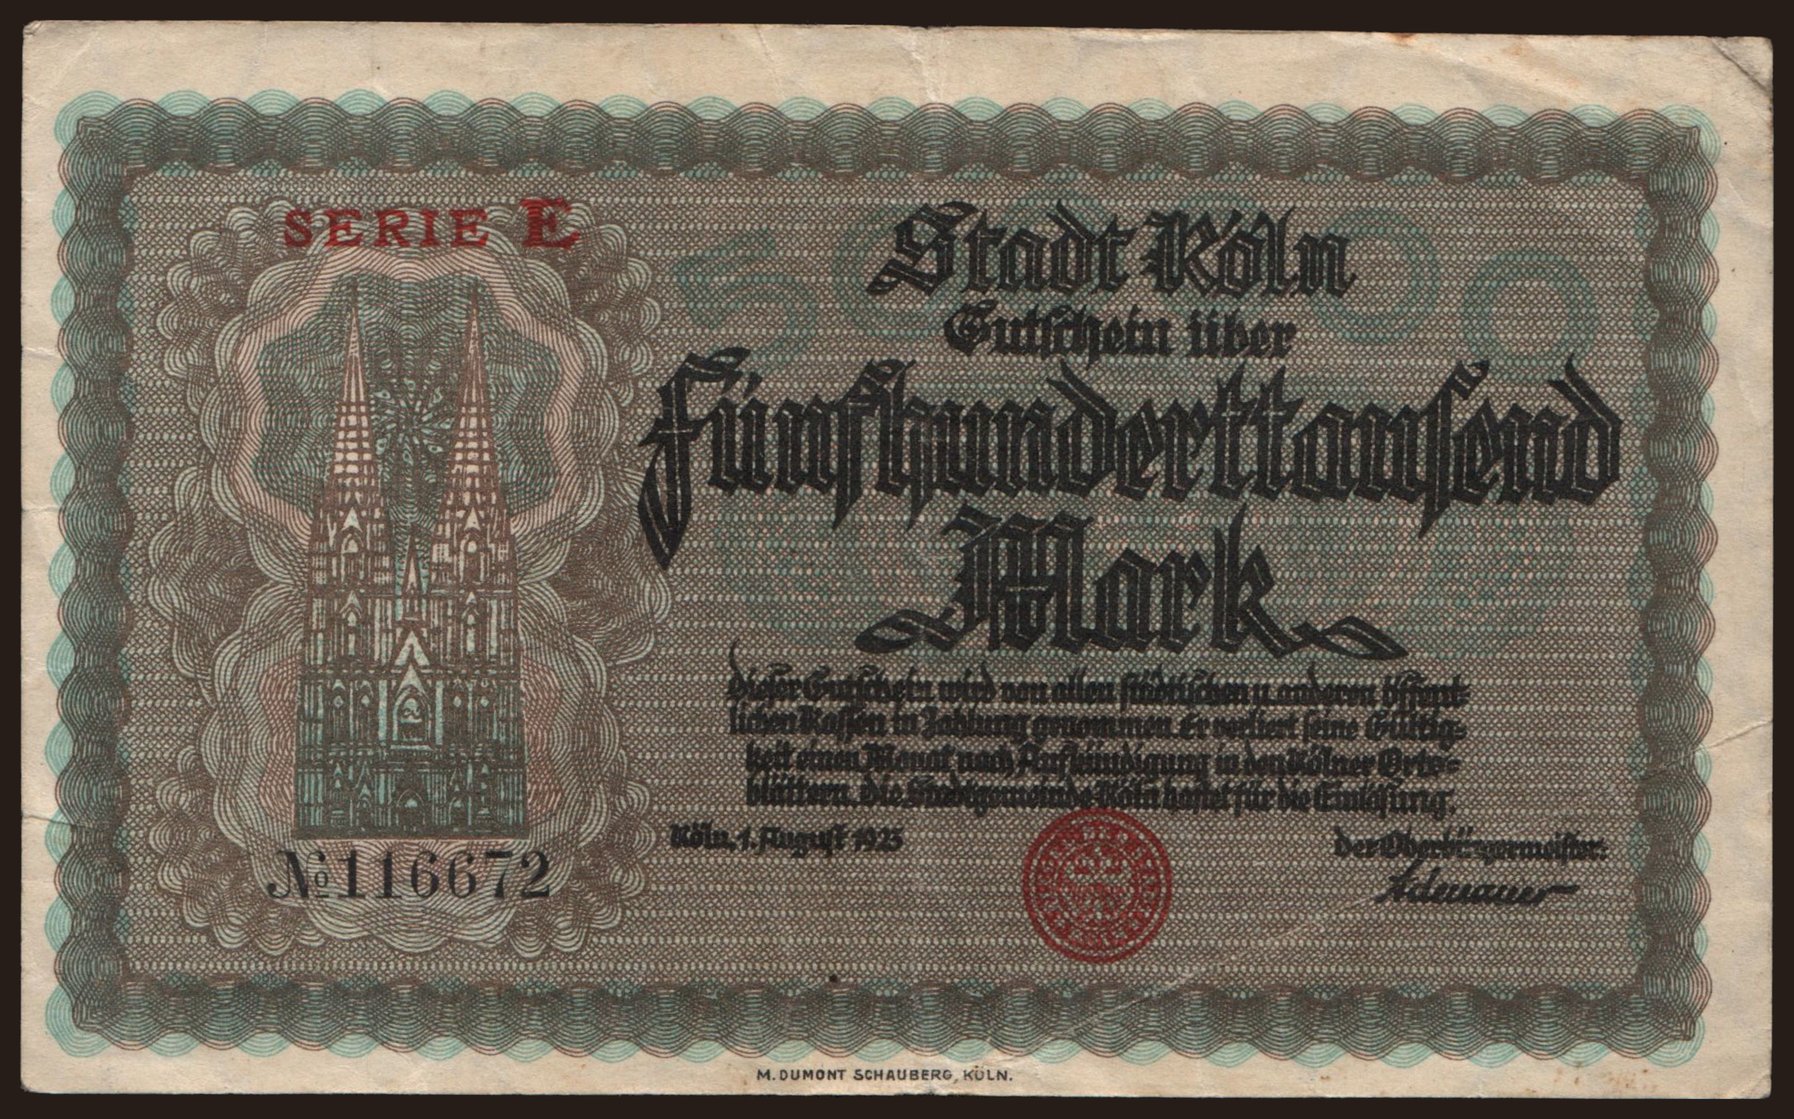 SERIE E
Stadt Köln
Gutschein über
Fünfhunderttausend
Mark
Dieser Gutschein wird von allen städtischen u. anderen öffent-
lichen Kassen in Zahlung genommen. Er verliert seine Gültig-
keit einen Monat nach Aufkündigung in den Kölner Orts-
blättern. Die Stadtgemeinde Köln haftet für die Einlösung.
Köln, 1. August 1923
der Oberbürgermeister:
Adenauer
No 116672
M. DUMONT SCHAUBERG, KÖLN.